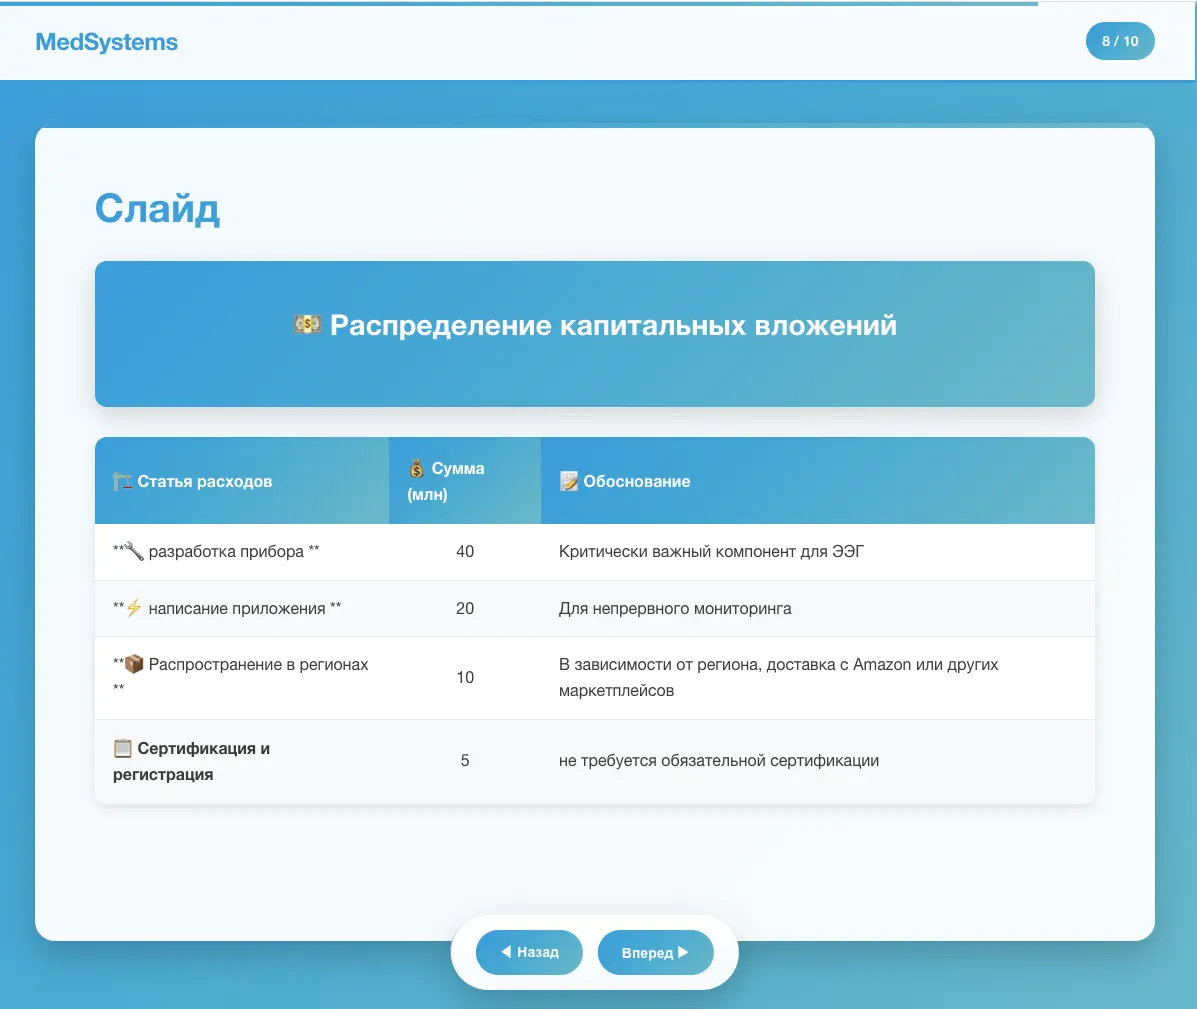 MedSystems
8 / 10
Слайд
💵 Распределение капитальных вложений
🏗️ Статья расходов
💰 Сумма
(млн)
📝 Обоснование
**🔧 разработка прибора **
40
Критически важный компонент для ЭЭГ
**⚡ написание приложения **
20
Для непрервного мониторинга
**📦 Распространение в регионах
**
10
В зависимости от региона, доставка с Amazon или других
маркетплейсов
📋 Сертификация и
регистрация
5
не требуется обязательной сертификации
◀ Назад
Вперед ▶